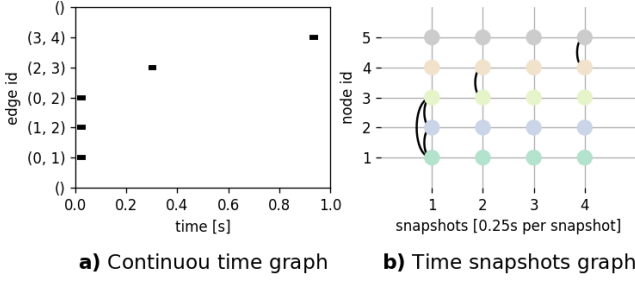 ()
(3, 4)
(2, 3)
(0, 2)
(1, 2)
(0, 1)
()
edge id
0.0 0.2 0.4 0.6 0.8 1.0
time [s]
a) Continuou time graph
5
4
3
2
1
node id
1 2 3 4
snapshots [0.25s per snapshot]
b) Time snapshots graph